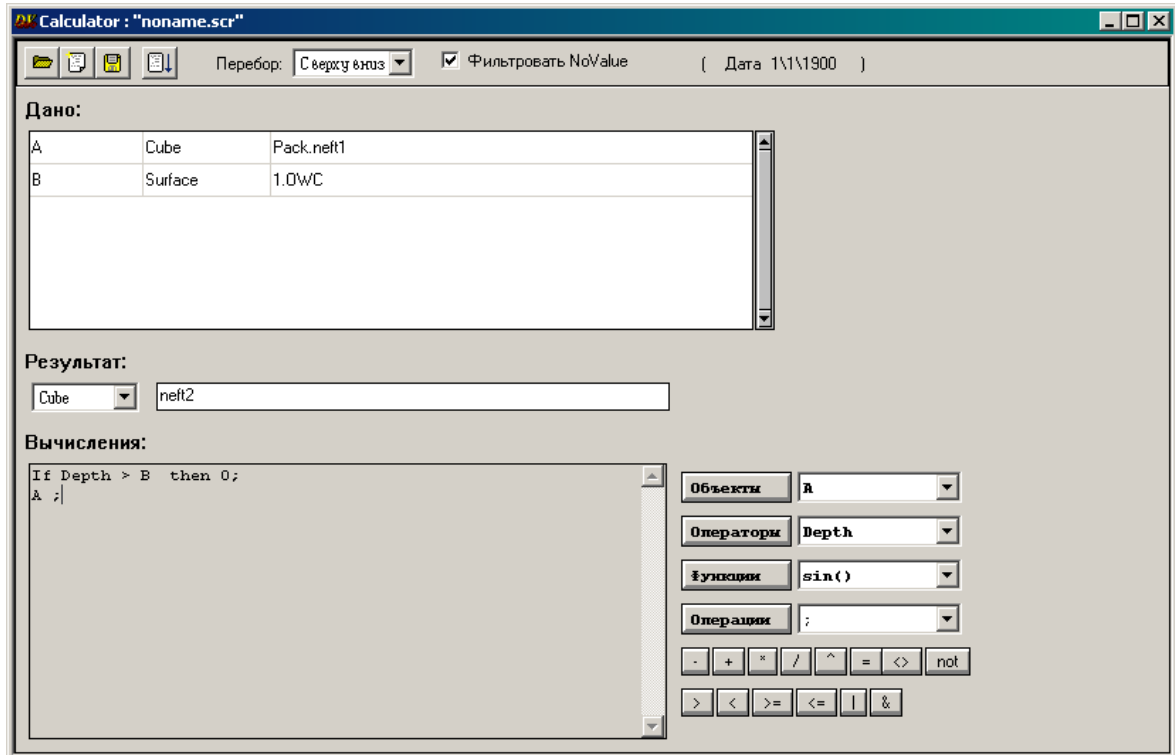 DV Calculator : "noname.scr"
Перебор: Сверху вниз Фильтровать NoValue ( Дата 1\1\1900 )
Дано:
A Cube Pack.neft1
B Surface 1.OWC
Результат:
Cube neft2
Вычисления:
If Depth > B then 0;
A ;
Объекты A
Операторы Depth
Функции sin()
Операции ;
- + * / ^ = <> not
> < >= <= | &